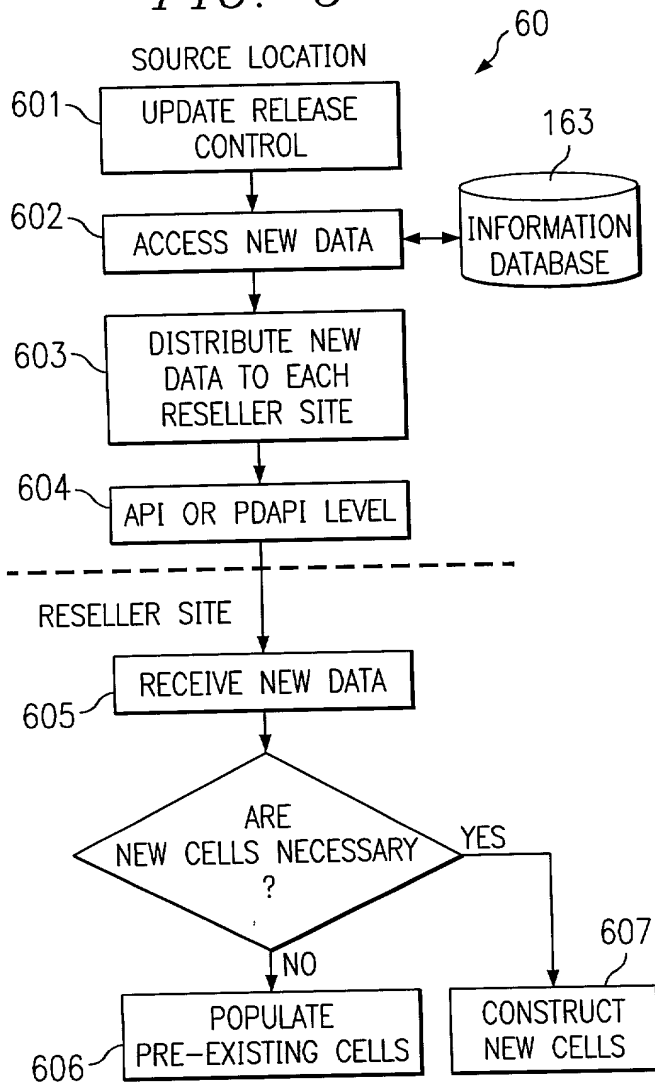 SOURCE LOCATION
60
601
UPDATE RELEASE
CONTROL
163
602
ACCESS NEW DATA
INFORMATION
DATABASE
603
DISTRIBUTE NEW
DATA TO EACH
RESELLER SITE
604
API OR PDAPI LEVEL
RESELLER SITE
RECEIVE NEW DATA
605
ARE
NEW CELLS NECESSARY
?
YES
NO
607
POPULATE
PRE-EXISTING CELLS
606
CONSTRUCT
NEW CELLS